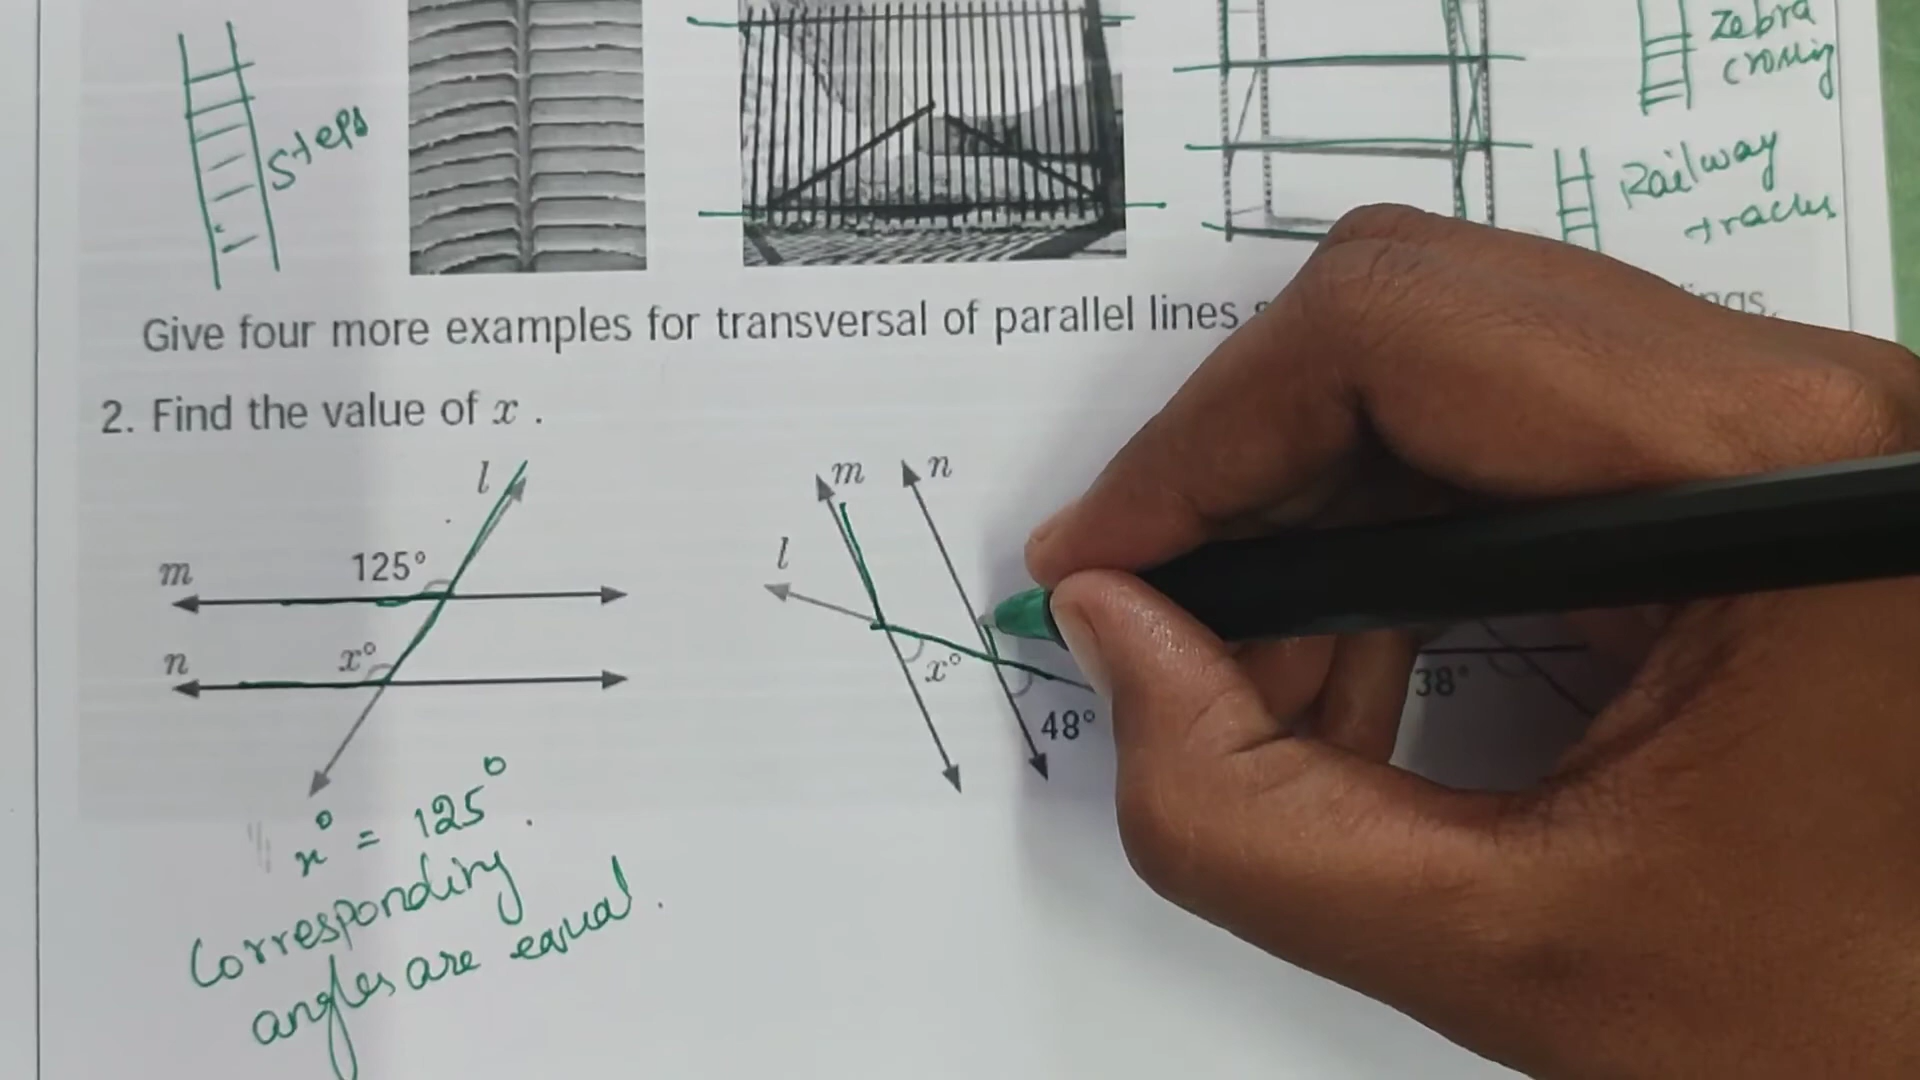 Steps
Zebra
crossing
Railway
tracks
Give four more examples for transversal of parallel lines
2. Find the value of x .
l
125°
m
x°
n
m
n
l
x°
48°
38°
x° = 125° .
Corresponding
angles are equal .